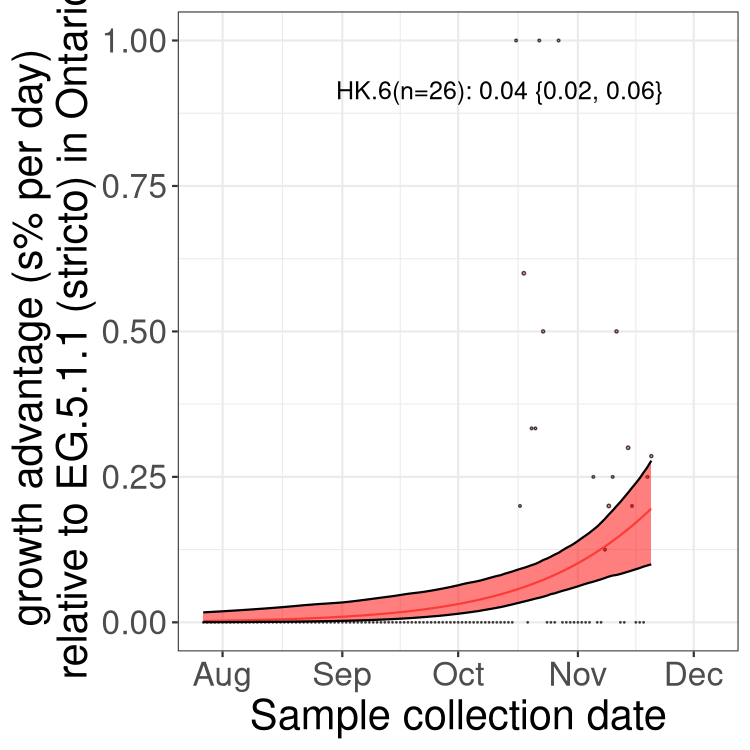 growth advantage (s% per day)
relative to EG.5.1.1 (stricto) in Ontario
1.00
0.75
0.50
0.25
0.00
HK.6(n=26): 0.04 {0.02, 0.06}
Aug Sep Oct Nov Dec
Sample collection date